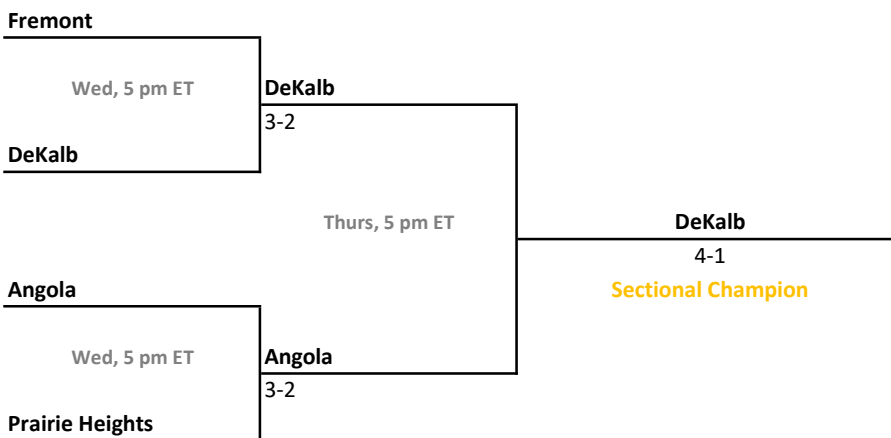 Fremont
Wed, 5 pm ET
DeKalb
3-2
DeKalb
Thurs, 5 pm ET
DeKalb
4-1
Sectional Champion
Angola
Wed, 5 pm ET
Angola
3-2
Prairie Heights